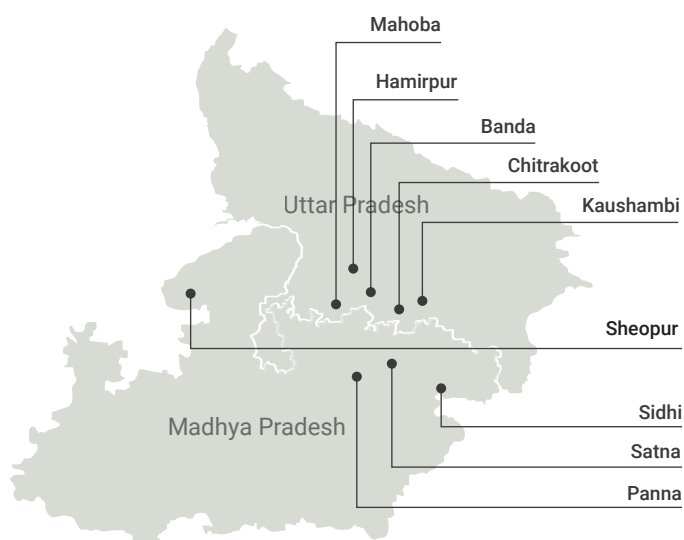 Mahoba
Hamirpur
Banda
Chitrakoot
Uttar Pradesh
Kaushambi
Sheopur
Sidhi
Madhya Pradesh
Satna
Panna